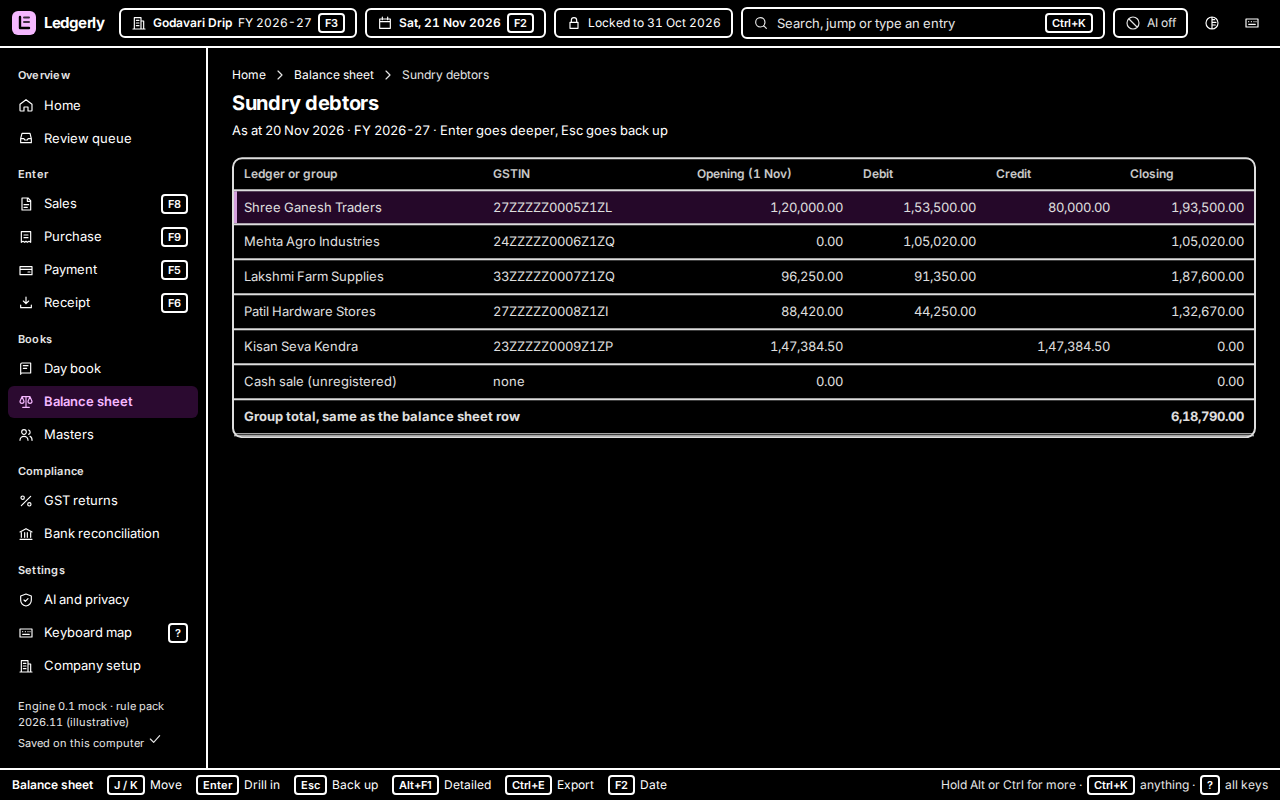 Ledgerly
Godavari Drip FY 2026-27 F3
Sat, 21 Nov 2026 F2
Locked to 31 Oct 2026
Search, jump or type an entry Ctrl+K
AI off
Overview
Home
Review queue
Enter
Sales F8
Purchase F9
Payment F5
Receipt F6
Books
Day book
Balance sheet
Masters
Compliance
GST returns
Bank reconciliation
Settings
AI and privacy
Keyboard map ?
Company setup
Engine 0.1 mock · rule pack
2026.11 (illustrative)
Saved on this computer
Home > Balance sheet > Sundry debtors
Sundry debtors
As at 20 Nov 2026 · FY 2026-27 · Enter goes deeper, Esc goes back up
Ledger or group GSTIN Opening (1 Nov) Debit Credit Closing
Shree Ganesh Traders 27ZZZZZ0005Z1ZL 1,20,000.00 1,53,500.00 80,000.00 1,93,500.00
Mehta Agro Industries 24ZZZZZ0006Z1ZQ 0.00 1,05,020.00 1,05,020.00
Lakshmi Farm Supplies 33ZZZZZ0007Z1ZQ 96,250.00 91,350.00 1,87,600.00
Patil Hardware Stores 27ZZZZZ0008Z1ZI 88,420.00 44,250.00 1,32,670.00
Kisan Seva Kendra 23ZZZZZ0009Z1ZP 1,47,384.50 1,47,384.50 0.00
Cash sale (unregistered) none 0.00 0.00
Group total, same as the balance sheet row 6,18,790.00
Balance sheet J / K Move Enter Drill in Esc Back up Alt+F1 Detailed Ctrl+E Export F2 Date
Hold Alt or Ctrl for more · Ctrl+K anything · ? all keys